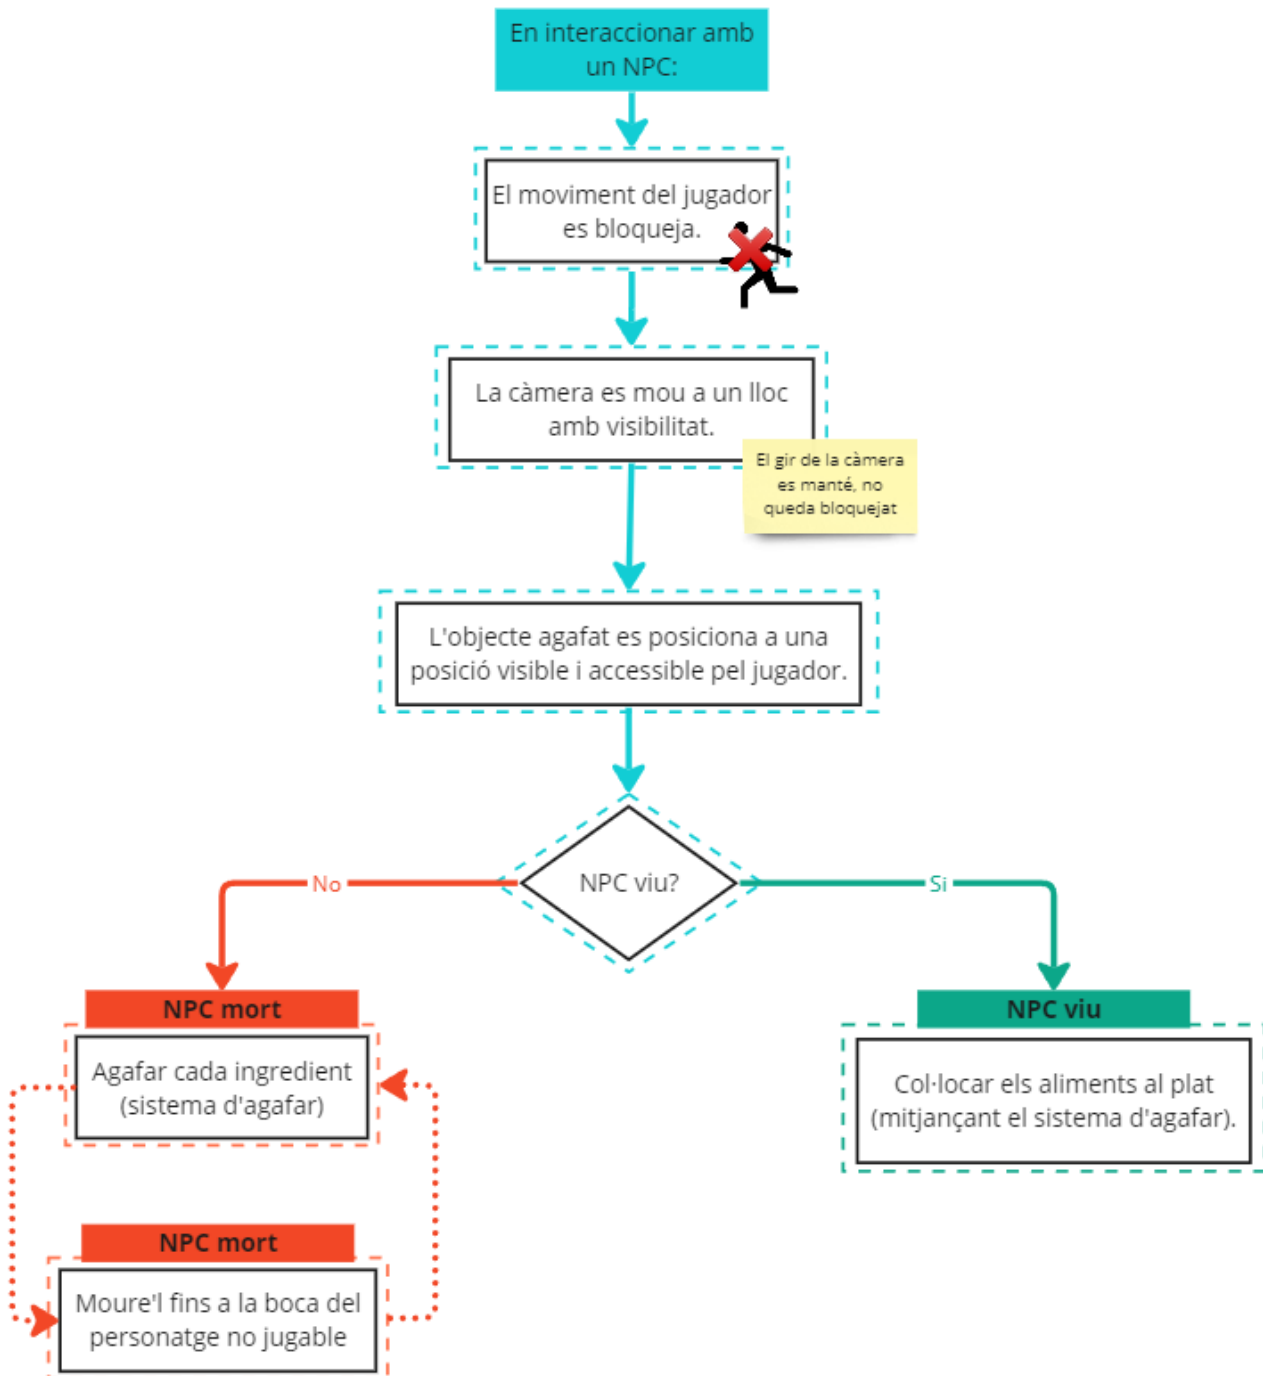 En interaccionar amb
un NPC:
El moviment del jugador
es bloqueja.
La càmera es mou a un lloc
amb visibilitat.
El gir de la càmera
es manté, no
queda bloquejat
L'objecte agafat es posiciona a una
posició visible i accessible pel jugador.
NPC viu?
No
Si
NPC mort
Agafar cada ingredient
(sistema d'agafar)
NPC viu
Col·locar els aliments al plat
(mitjançant el sistema d'agafar).
NPC mort
Moure'l fins a la boca del
personatge no jugable